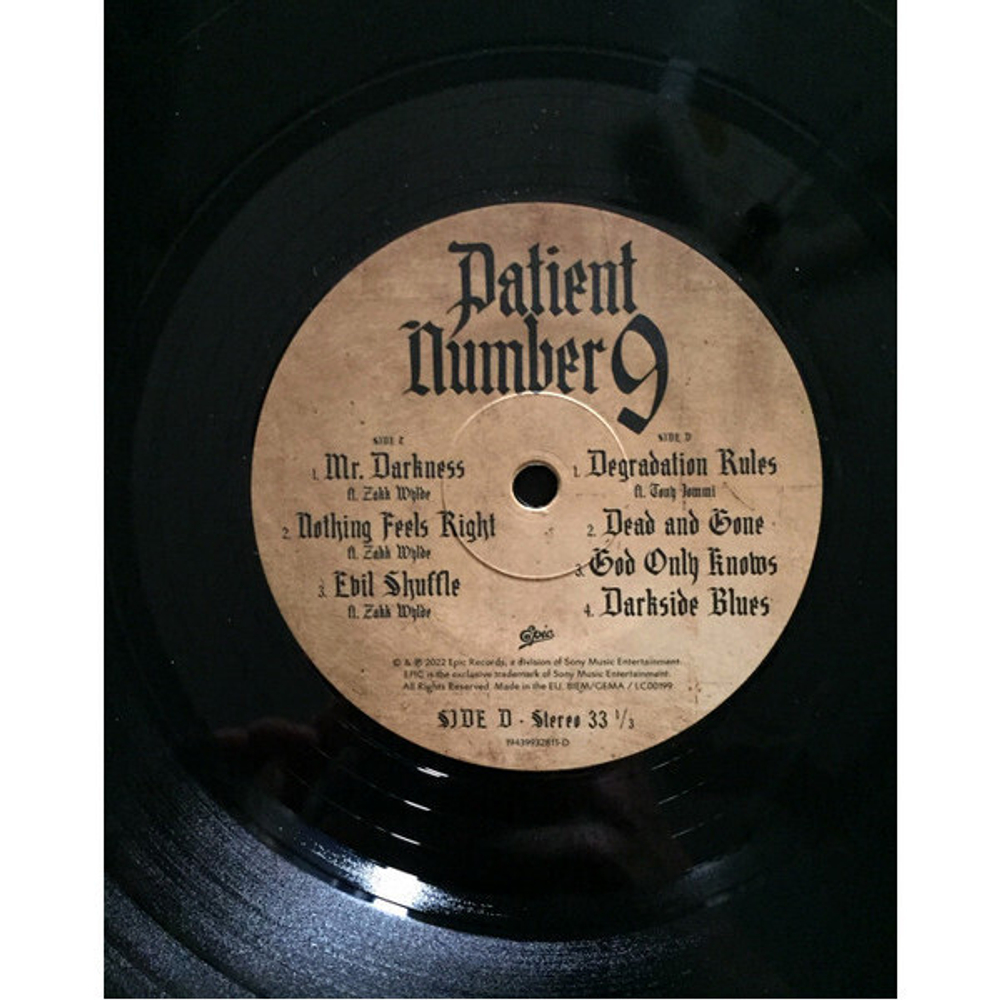 Patient
Number 9
SIDE C
1. Mr. Darkness
ft. Zakk Wylde
2. Nothing Feels Right
ft. Zakk Wylde
3. Evil Shuffle
ft. Zakk Wylde
SIDE D
1. Degradation Rules
ft. Tony Iommi
2. Dead and Gone
3. God Only Knows
4. Darkside Blues
Epic
© & ℗ 2022 Epic Records, a division of Sony Music Entertainment.
EPIC is the exclusive trademark of Sony Music Entertainment.
All Rights Reserved. Made in the EU. BIEM/GEMA / LC00199
SIDE D - Stereo 33 1/3
19439932811-D